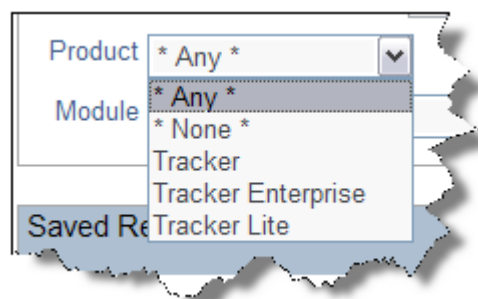 Product * Any *
* Any *
Module
* None *
Tracker
Tracker Enterprise
Saved Re
Tracker Lite